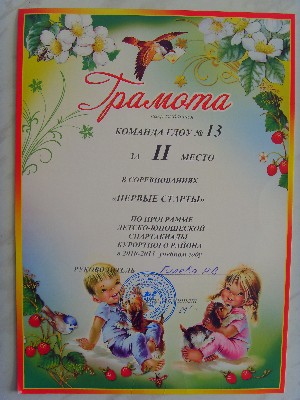 Грамота
КОМАНДА ГДОУ № 13
ЗА II МЕСТО
В СОРЕВНОВАНИЯХ
«ПЕРВЫЕ СТАРТЫ»
ПО ПРОГРАММЕ
ДЕТСКО-ЮНОШЕСКОЙ
СПАРТАКИАДЫ
КУРОРТНОГО РАЙОНА
в 2010-2011 учебном году
РУКОВОДИТЕЛЬ